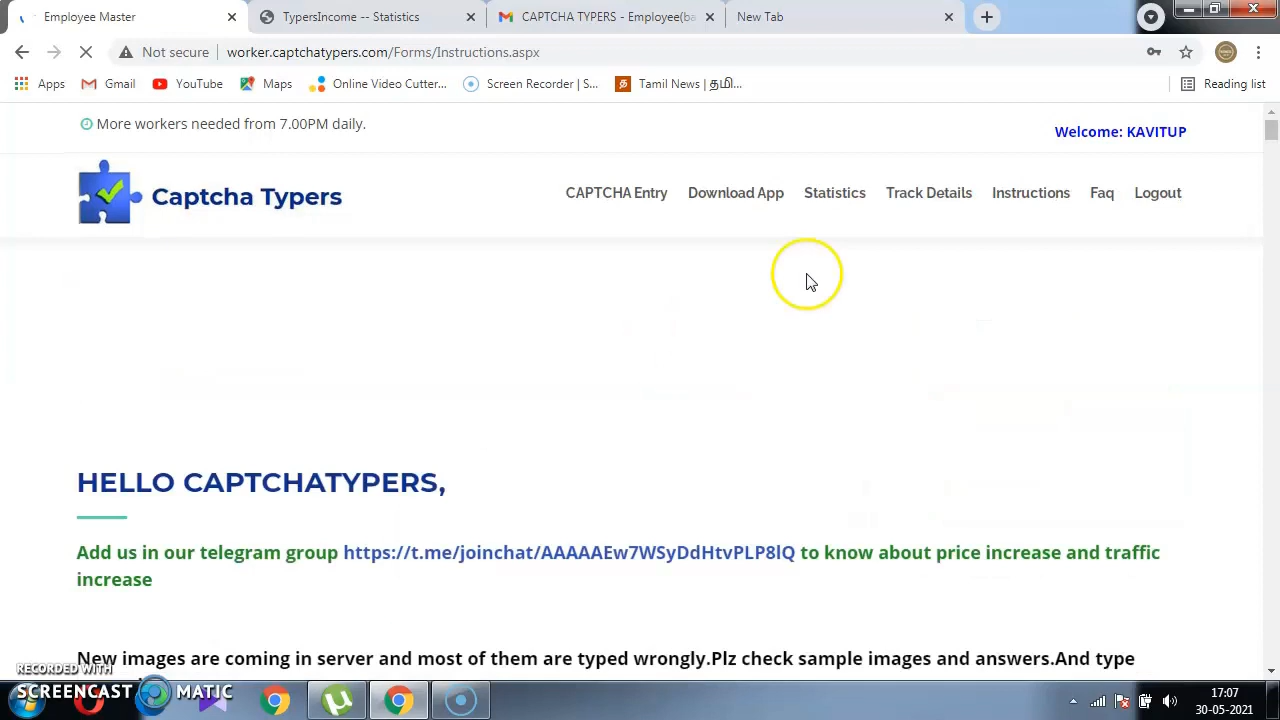 Employee Master
TypersIncome -- Statistics
CAPTCHA TYPERS - Employee(ba
New Tab
Not secure
worker.captchatypers.com/Forms/Instructions.aspx
Apps
Gmail
YouTube
Maps
Online Video Cutter...
Screen Recorder | S...
Tamil News | தமி...
Reading list
More workers needed from 7.00PM daily.
Welcome: KAVITUP
Captcha Typers
CAPTCHA Entry
Download App
Statistics
Track Details
Instructions
Faq
Logout
HELLO CAPTCHATYPERS,
Add us in our telegram group https://t.me/joinchat/AAAAAEw7WSyDdHtvPLP8lQ to know about price increase and traffic
increase
New images are coming in server and most of them are typed wrongly.Plz check sample images and answers.And type
RECORDED WITH
SCREENCAST MATIC
17:07
30-05-2021